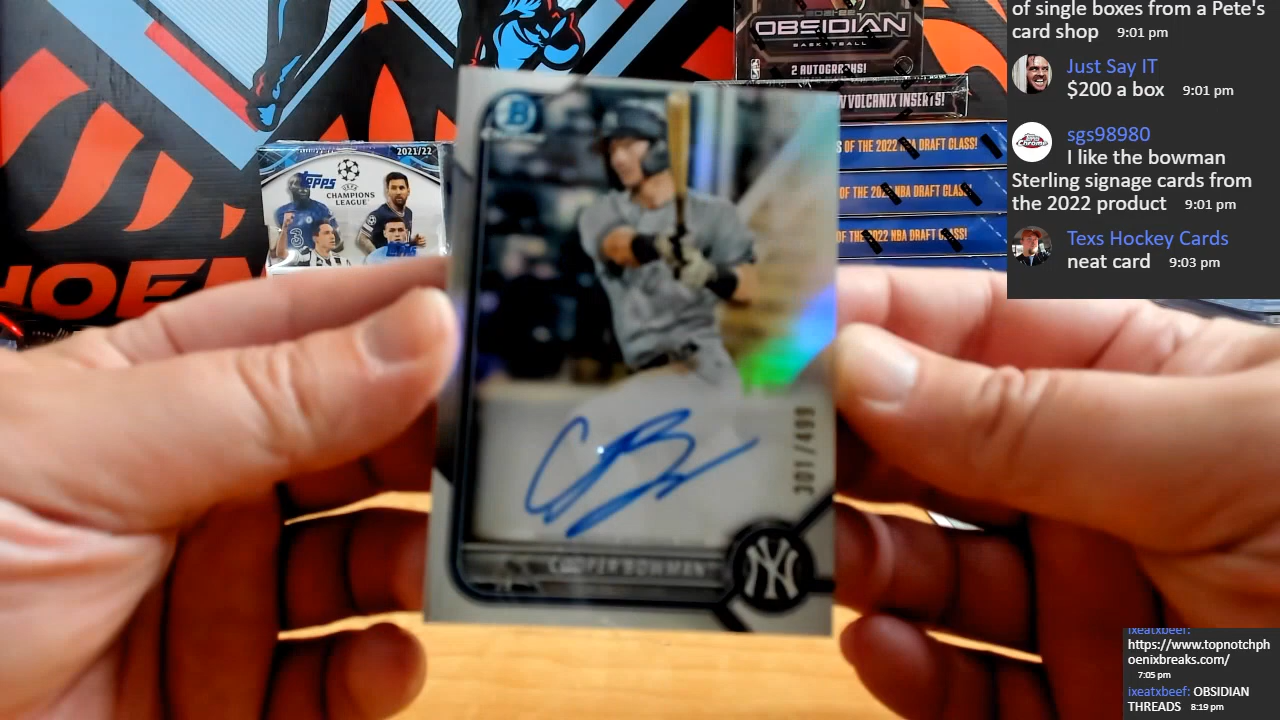 of single boxes from a Pete's
card shop 9:01 pm
Just Say IT
$200 a box 9:01 pm
sgs98980
I like the bowman
Sterling signage cards from
the 2022 product 9:01 pm
Texs Hockey Cards
neat card 9:03 pm
OBSIDIAN
BASKETBALL
2 AUTOGRAPHS!
VOLCANIX INSERTS!
S OF THE 2022 NBA DRAFT CLASS!
OF THE 2022 NBA DRAFT CLASS!
OF THE 2022 NBA DRAFT CLASS!
2021/22
Topps
CHAMPIONS
LEAGUE
3
HOEN
B
301/499
COOPER BOWMAN
NY
ixeatxbeef:
https://www.topnotchph
oenixbreaks.com/
7:05 pm
ixeatxbeef: OBSIDIAN
THREADS 8:19 pm